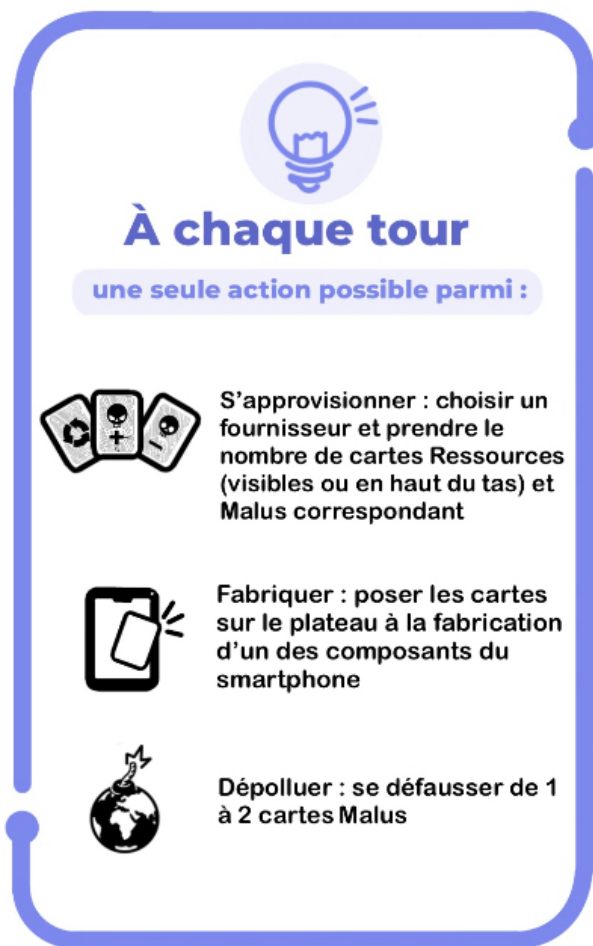 À chaque tour
une seule action possible parmi :
S'approvisionner : choisir un
fournisseur et prendre le
nombre de cartes Ressources
(visibles ou en haut du tas) et
Malus correspondant
Fabriquer : poser les cartes
sur le plateau à la fabrication
d'un des composants du
smartphone
Dépolluer : se défausser de 1
à 2 cartes Malus